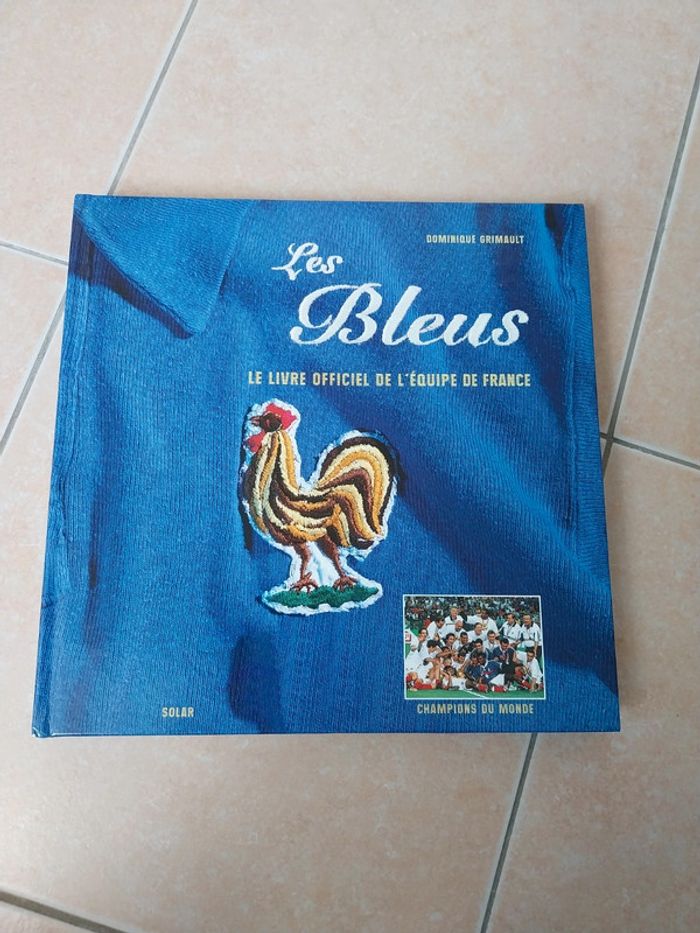 DOMINIQUE GRIMAULT
Les
Bleus
LE LIVRE OFFICIEL DE L'ÉQUIPE DE FRANCE
SOLAR
CHAMPIONS DU MONDE